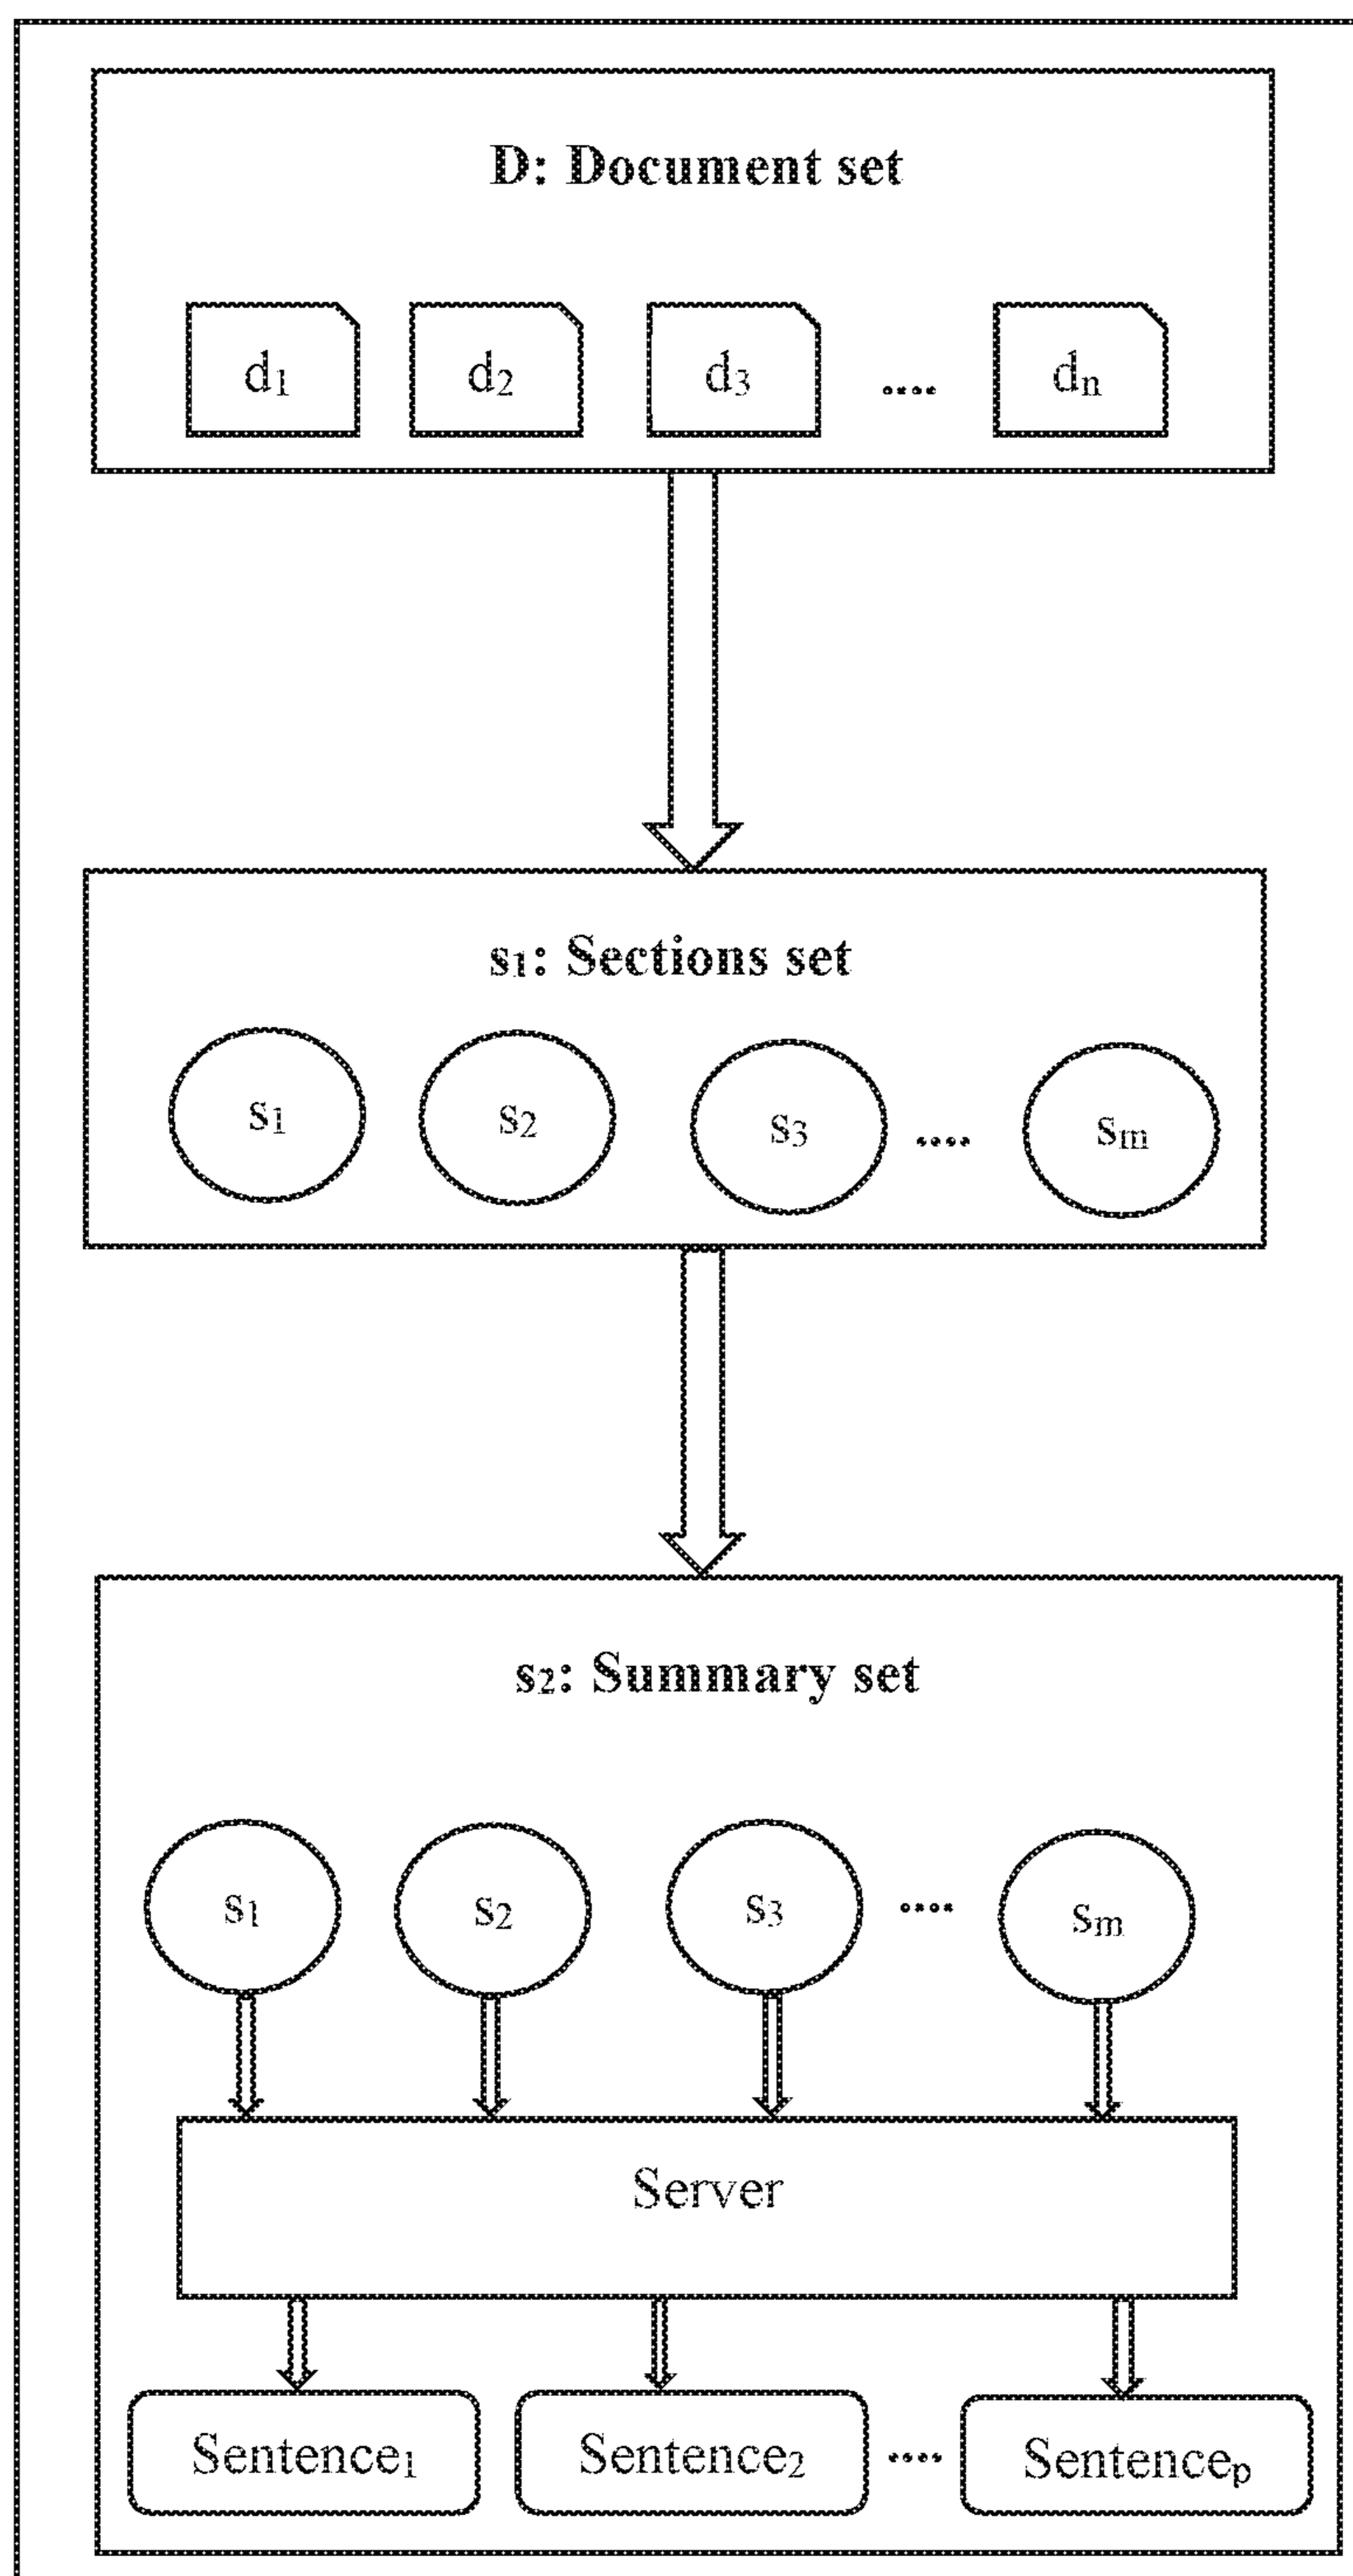 D: Document set
d₁ d₂ d₃ .... dₙ
s₁: Sections set
s₁ s₂ s₃ .... sₘ
s₂: Summary set
s₁ s₂ s₃ .... sₘ
Server
Sentence₁ Sentence₂ .... Sentenceₚ